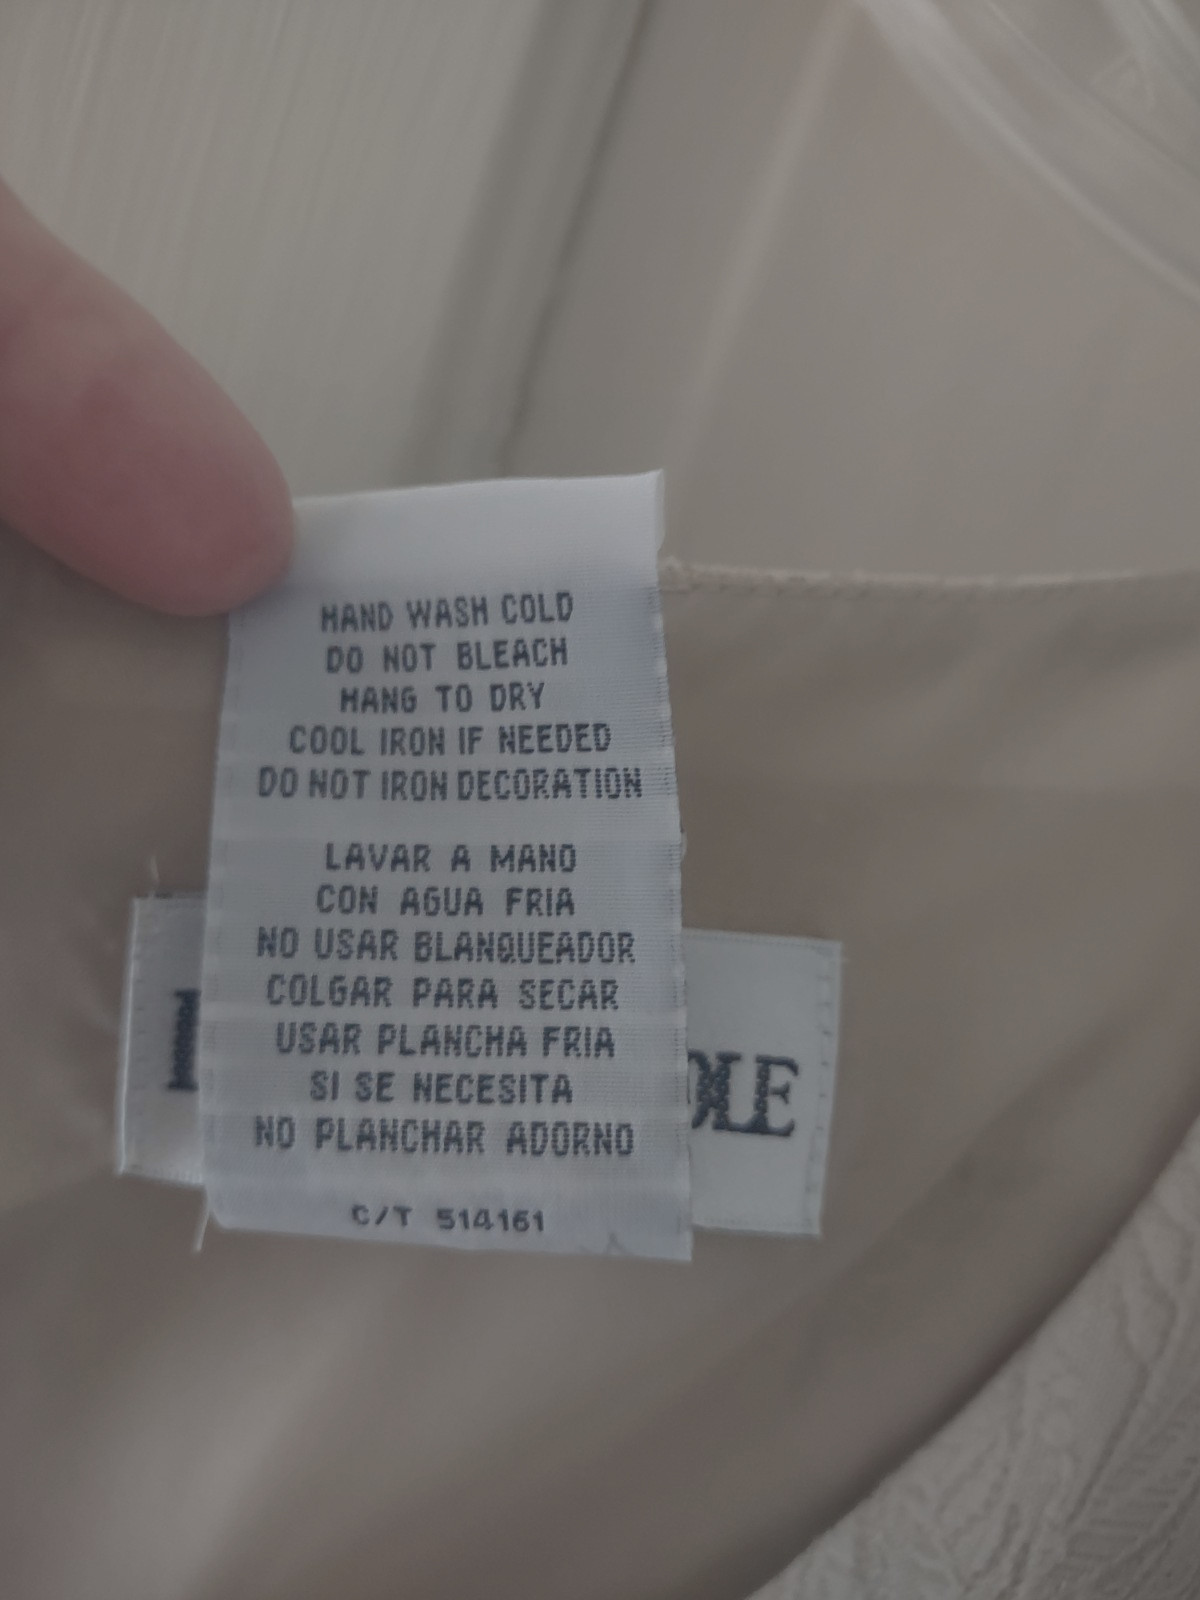 HAND WASH COLD
DO NOT BLEACH
HANG TO DRY
COOL IRON IF NEEDED
DO NOT IRON DECORATION
LAVAR A MANO
CON AGUA FRIA
NO USAR BLANQUEADOR
COLGAR PARA SECAR
USAR PLANCHA FRIA
SI SE NECESITA
NO PLANCHAR ADORNO
C/T 514161